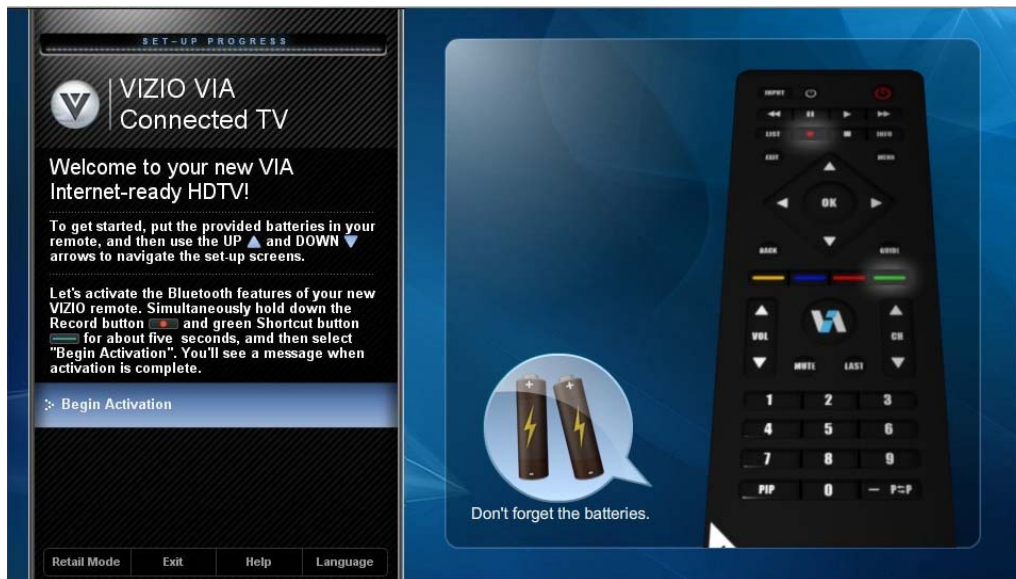 SET-UP PROGRESS
VIZIO VIA
Connected TV
Welcome to your new VIA
Internet-ready HDTV!
To get started, put the provided batteries in your
remote, and then use the UP and DOWN
arrows to navigate the set-up screens.
Let's activate the Bluetooth features of your new
VIZIO remote. Simultaneously hold down the
Record button and green Shortcut button
for about five seconds, amd then select
"Begin Activation". You'll see a message when
activation is complete.
Begin Activation
Retail Mode Exit Help Language
Don't forget the batteries.
INPUT
LIST INFO
EXIT MENU
OK
BACK GUIDE
VOL CH
MUTE LAST
1 2 3
4 5 6
7 8 9
PIP 0 — P⇆P